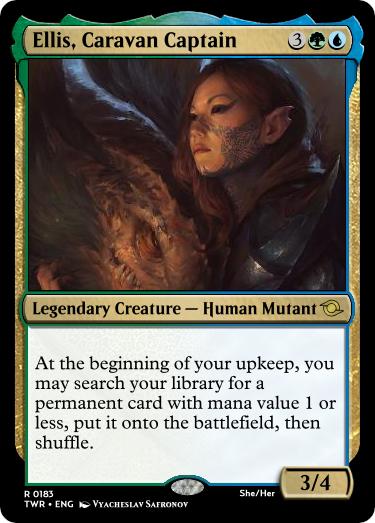 Ellis, Caravan Captain 3
Legendary Creature — Human Mutant
At the beginning of your upkeep, you
may search your library for a
permanent card with mana value 1 or
less, put it onto the battlefield, then
shuffle.
3/4
R 0183
She/Her
TWR • ENG Vyacheslav Safronov